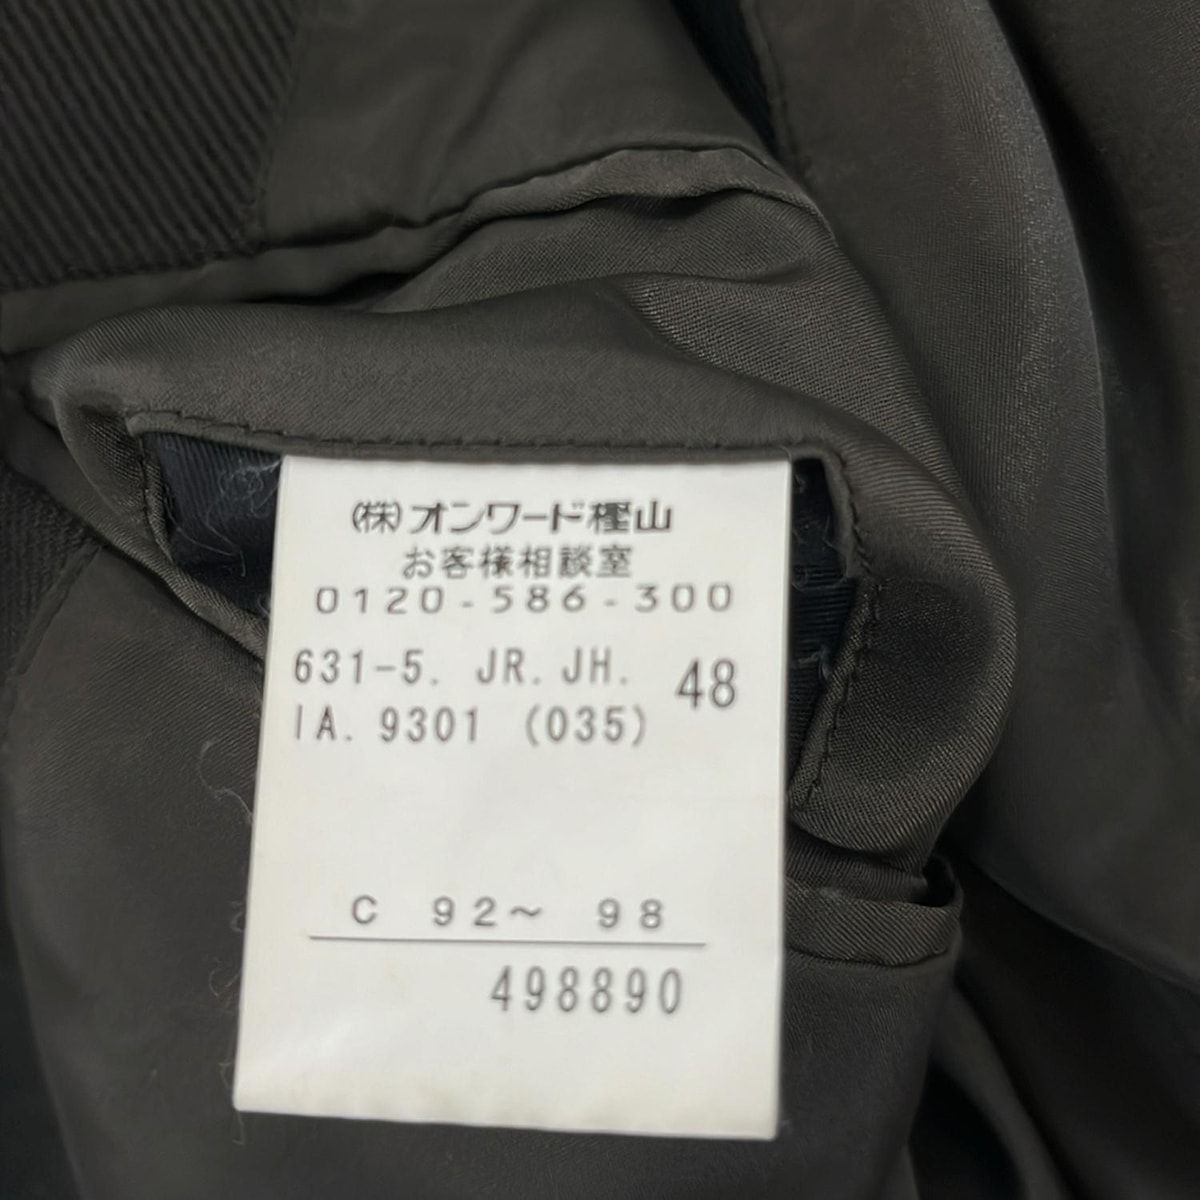 (株)オンワード樫山
お客様相談室
0120-586-300
631-5. JR. JH. 48
IA. 9301 (035)
C 92～ 98
498890